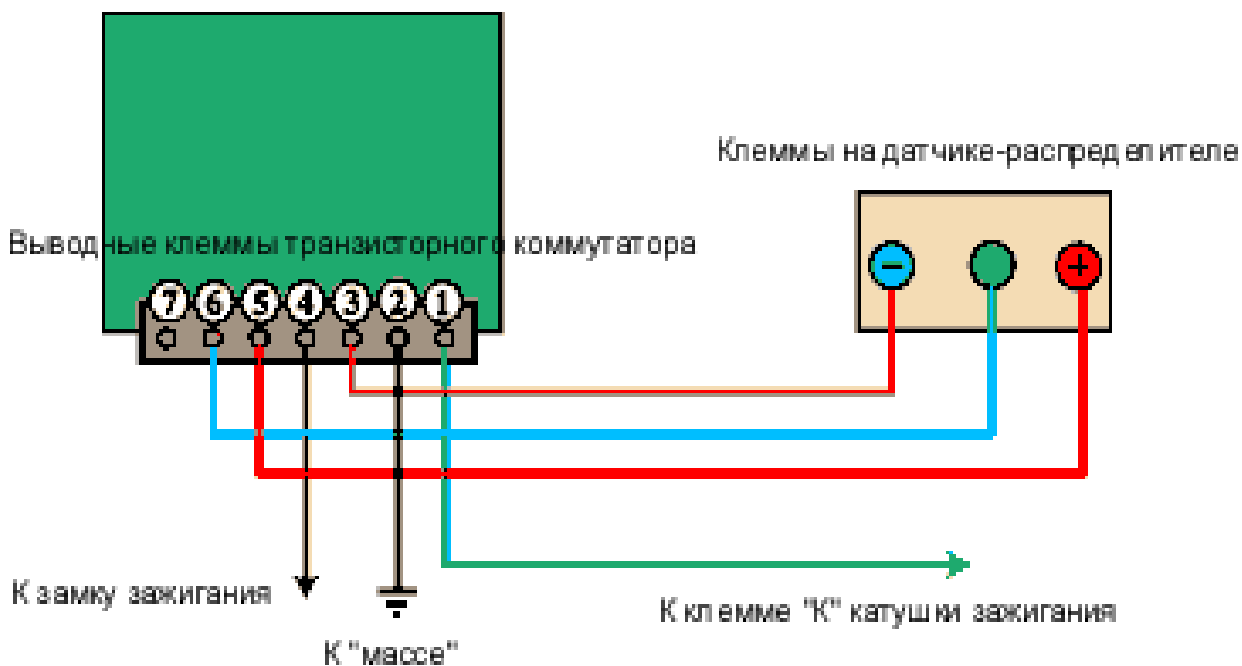 Клеммы на датчике-распределителе
Выводные клеммы транзисторного коммутатора
7 6 5 4 3 2 1
− +
К замку зажигания
К клемме "К" катушки зажигания
К "массе"